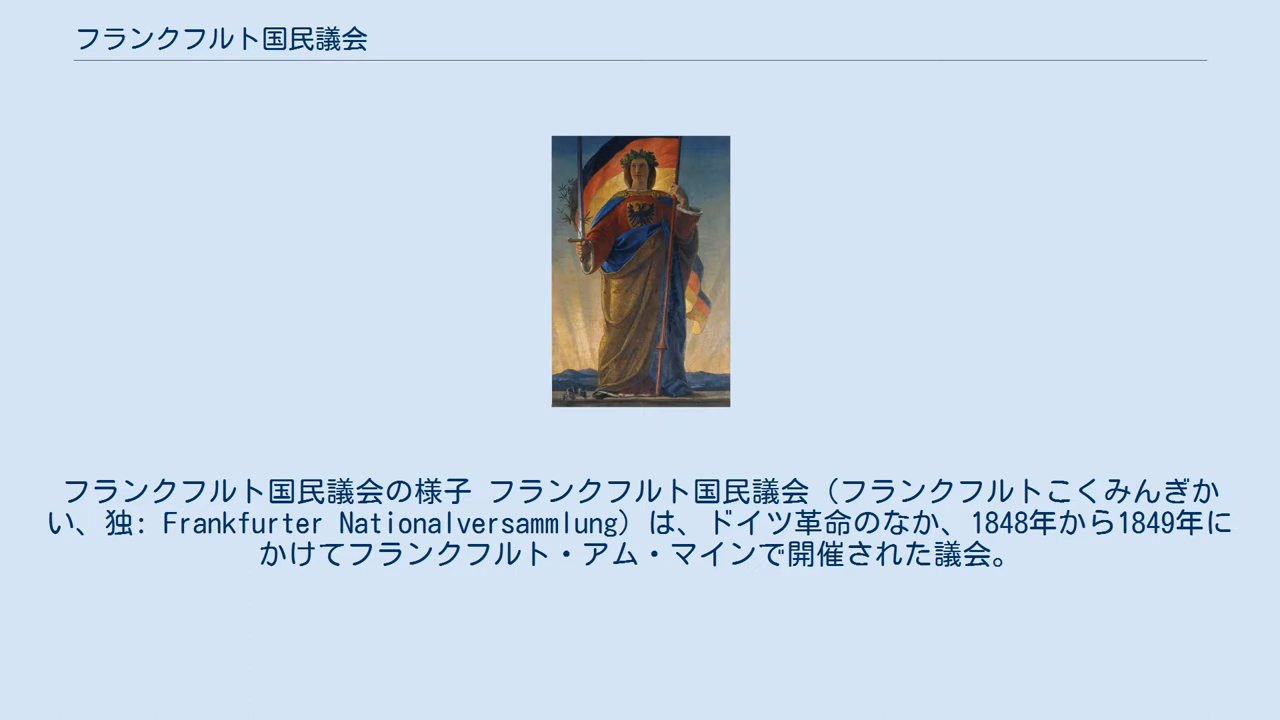 フランクフルト国民議会
フランクフルト国民議会の様子 フランクフルト国民議会（フランクフルトこくみんぎか
い、独: Frankfurter Nationalversammlung）は、ドイツ革命のなか、1848年から1849年に
かけてフランクフルト・アム・マインで開催された議会。